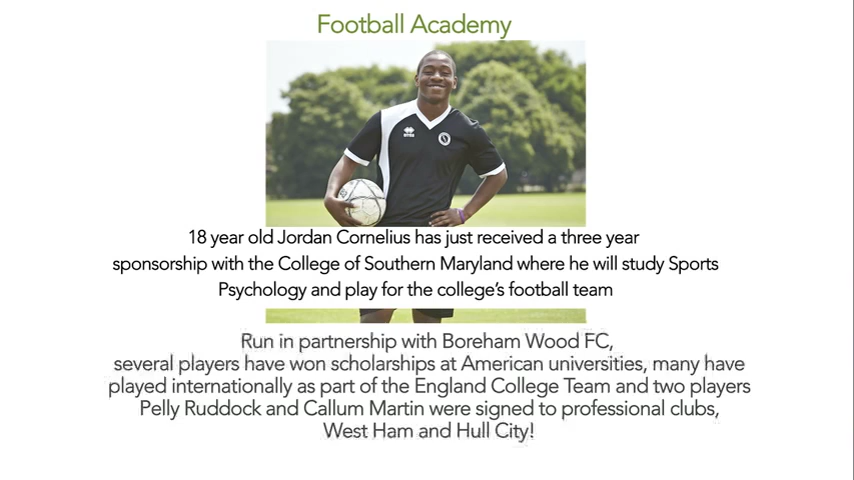 Football Academy
18 year old Jordan Cornelius has just received a three year
sponsorship with the College of Southern Maryland where he will study Sports
Psychology and play for the college's football team
Run in partnership with Boreham Wood FC,
several players have won scholarships at American universities, many have
played internationally as part of the England College Team and two players
Pelly Ruddock and Callum Martin were signed to professional clubs,
West Ham and Hull City!